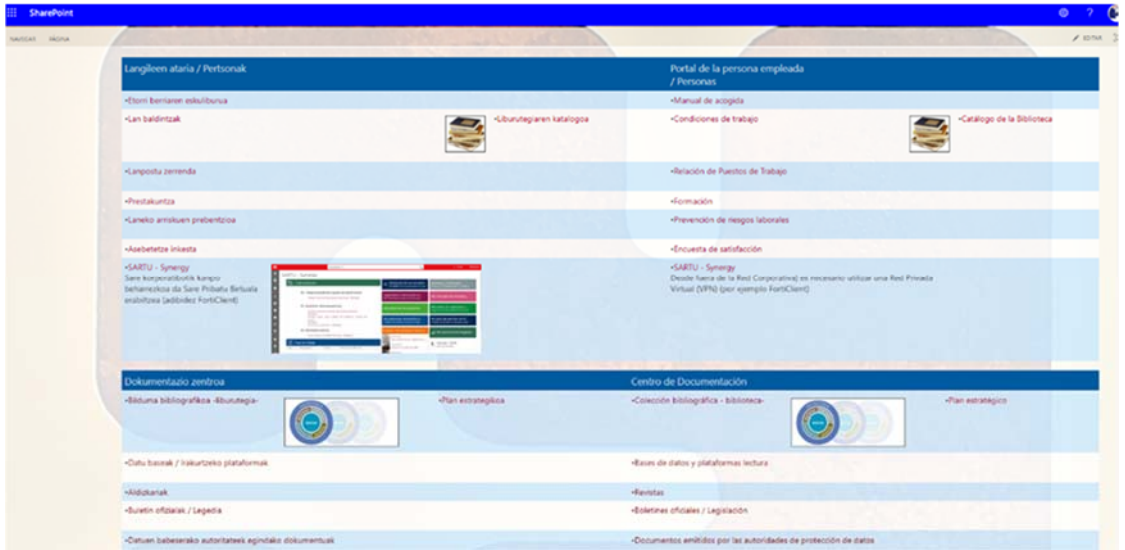 SharePoint
NAVEGAR PÁGINA
EDITAR
Langileen ataria / Pertsonak
Portal de la persona empleada
/ Personas
•Etorri berriaren eskuliburua
•Manual de acogida
•Lan baldintzak
•Liburutegiaren katalogoa
•Condiciones de trabajo
•Catálogo de la Biblioteca
•Lanpostu zerrenda
•Relación de Puestos de Trabajo
•Prestakuntza
•Formación
•Laneko arriskuen prebentzioa
•Prevención de riesgos laborales
•Asebetetze inkesta
•Encuesta de satisfacción
•SARTU - Synergy
Sare korporatibotik kanpo
beharrezkoa da Sare Pribatu Birtuala
erabiltzea (adibidez FortiClient)
•SARTU - Synergy
Desde fuera de la Red Corporativa) es necesario utilizar una Red Privada
Virtual (VPN) (por ejemplo FortiClient)
Dokumentazio zentroa
Centro de Documentación
•Bilduma bibliografikoa -liburutegia-
•Plan estrategikoa
•Colección bibliográfica - biblioteca-
•Plan estratégico
•Datu baseak / Irakurtzeko plataformak
•Bases de datos y plataformas lectura
•Aldizkariak
•Revistas
•Buletin ofizialak / Legedia
•Boletines oficiales / Legislación
•Datuen babeserako autoritateek egindako dokumentuak
•Documentos emitidos por las autoridades de protección de datos